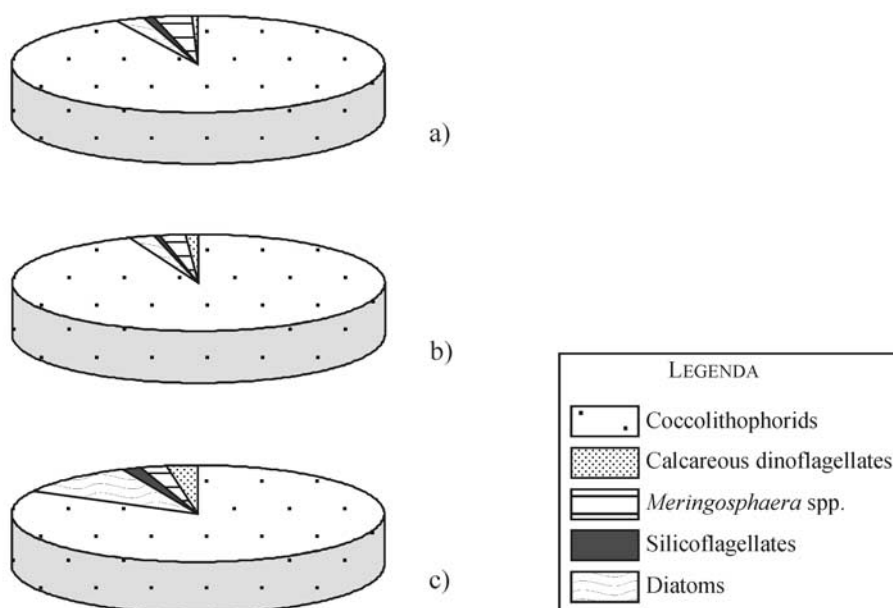 a)
b)
c)
LEGENDA
Coccolithophorids
Calcareous dinoflagellates
Meringosphaera spp.
Silicoflagellates
Diatoms